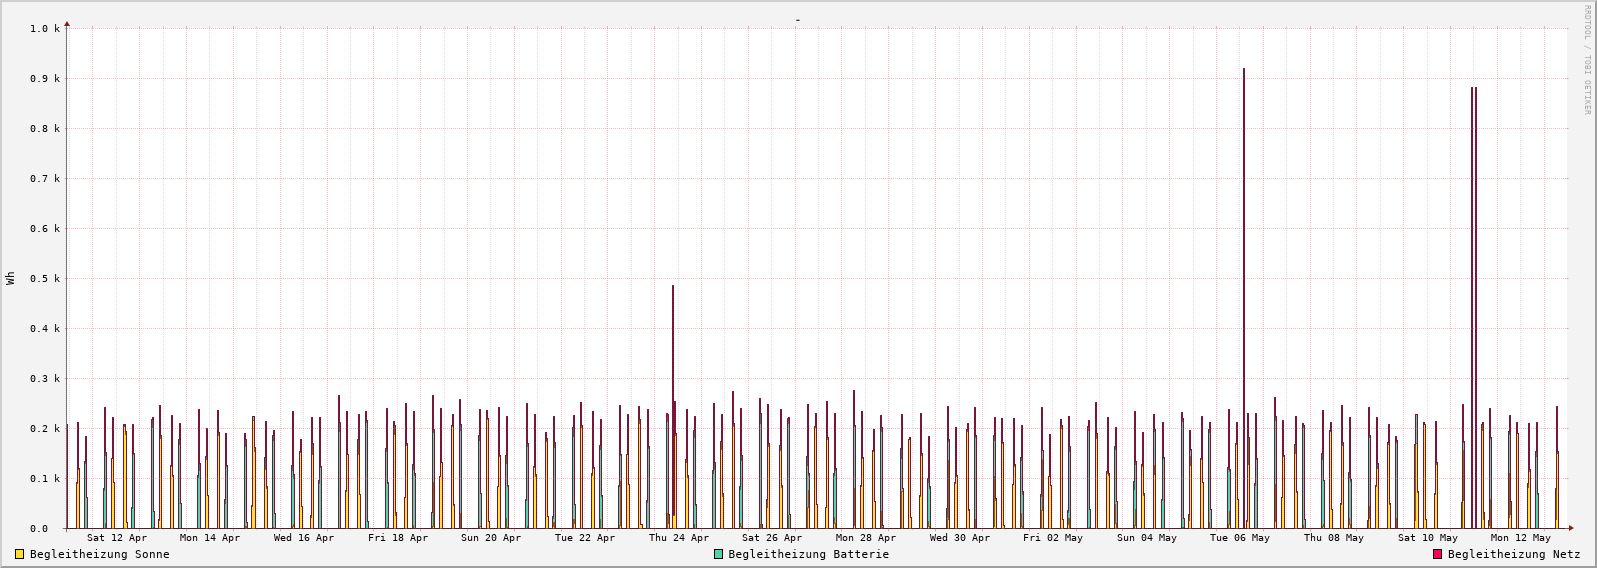 -
RRDTOOL / TOBI OETIKER
Wh
1.0 k
0.9 k
0.8 k
0.7 k
0.6 k
0.5 k
0.4 k
0.3 k
0.2 k
0.1 k
0.0
Sat 12 Apr Mon 14 Apr Wed 16 Apr Fri 18 Apr Sun 20 Apr Tue 22 Apr Thu 24 Apr Sat 26 Apr Mon 28 Apr Wed 30 Apr Fri 02 May Sun 04 May Tue 06 May Thu 08 May Sat 10 May Mon 12 May
Begleitheizung Sonne Begleitheizung Batterie Begleitheizung Netz